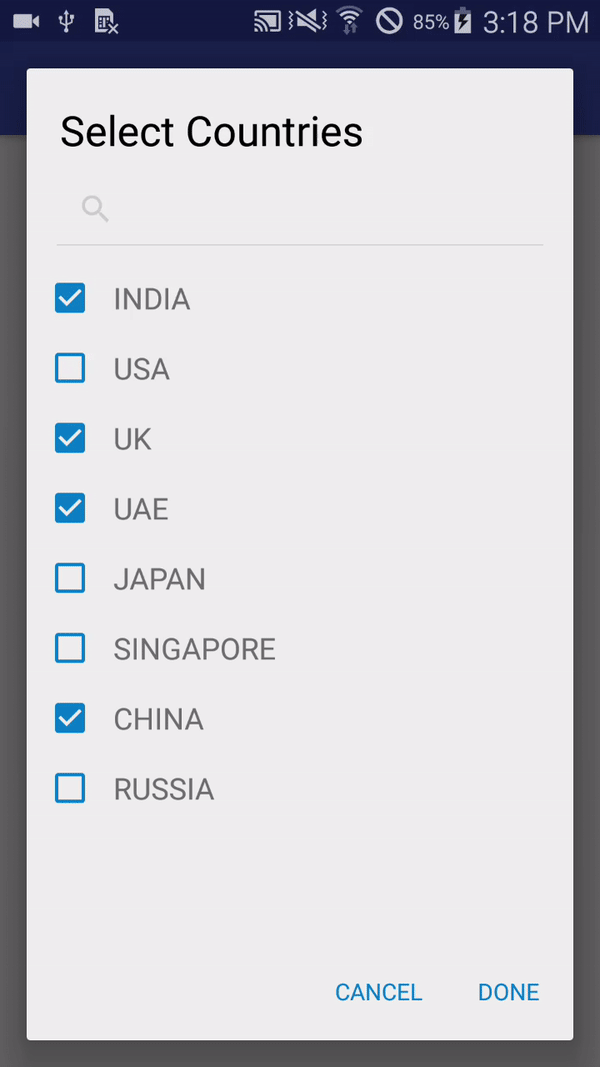 85% 3:18 PM
Select Countries
INDIA
USA
UK
UAE
JAPAN
SINGAPORE
CHINA
RUSSIA
CANCEL DONE